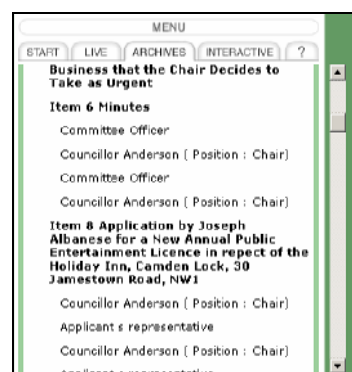 MENU
START LIVE ARCHIVES INTERACTIVE ?
Business that the Chair Decides to
Take as Urgent
Item 6 Minutes
Committee Officer
Councillor Anderson ( Position : Chair)
Committee Officer
Councillor Anderson ( Position : Chair)
Item 8 Application by Joseph
Albanese for a New Annual Public
Entertainment Licence in repect of the
Holiday Inn, Camden Lock, 30
Jamestown Road, NW1
Councillor Anderson ( Position : Chair)
Applicant s representative
Councillor Anderson ( Position : Chair)
Applicant s representative